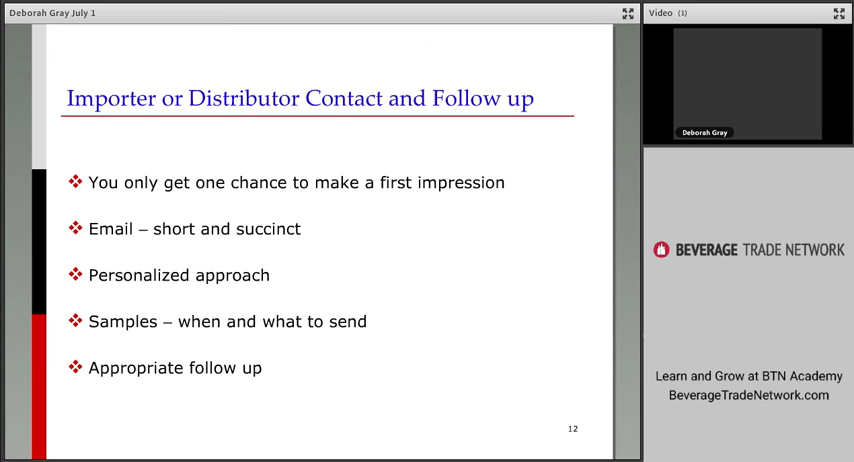 Deborah Gray July 1
Importer or Distributor Contact and Follow up
You only get one chance to make a first impression
Email – short and succinct
Personalized approach
Samples – when and what to send
Appropriate follow up
12
Video (1)
Deborah Gray
BEVERAGE TRADE NETWORK
Learn and Grow at BTN Academy
BeverageTradeNetwork.com